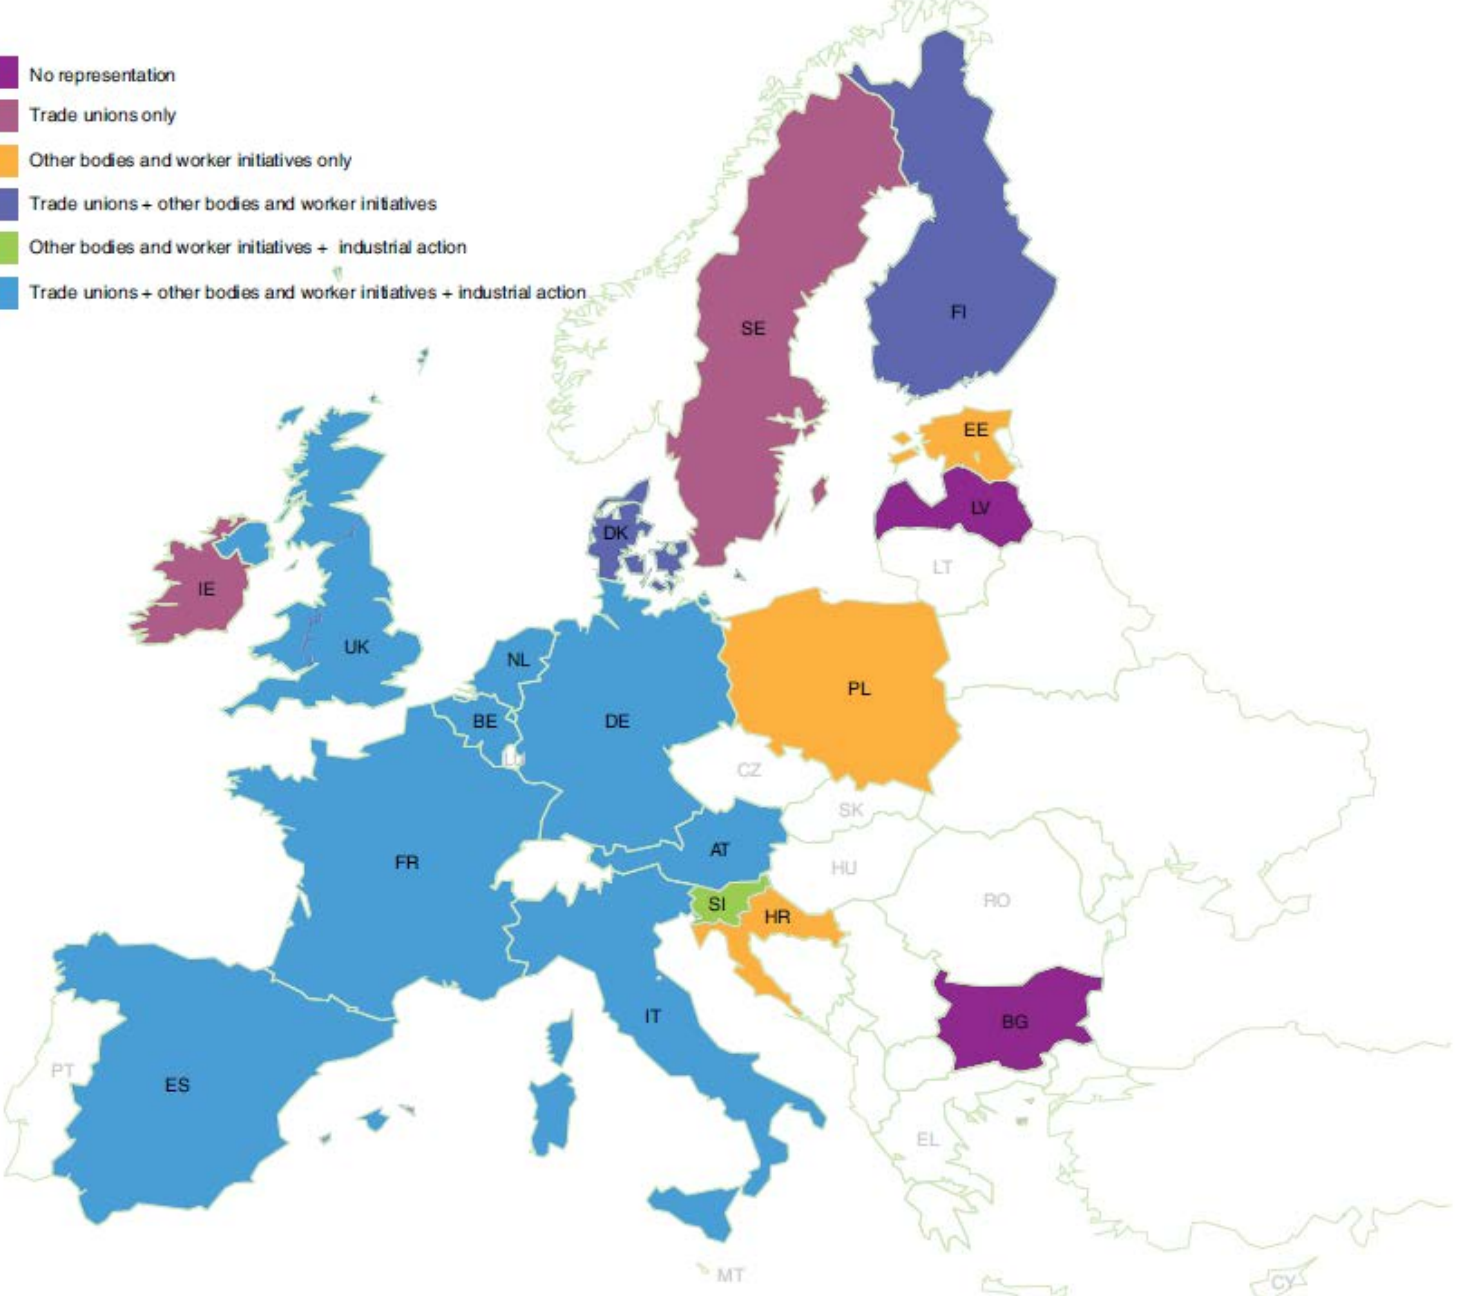 No representation
Trade unions only
Other bodies and worker initiatives only
Trade unions + other bodies and worker initiatives
Other bodies and worker initiatives + industrial action
Trade unions + other bodies and worker initiatives + industrial action
FI
SE
EE
LV
DK
LT
IE
UK
NL
PL
BE
DE
LU
CZ
SK
AT
FR
HU
RO
SI
HR
IT
BG
PT
ES
EL
MT
CY